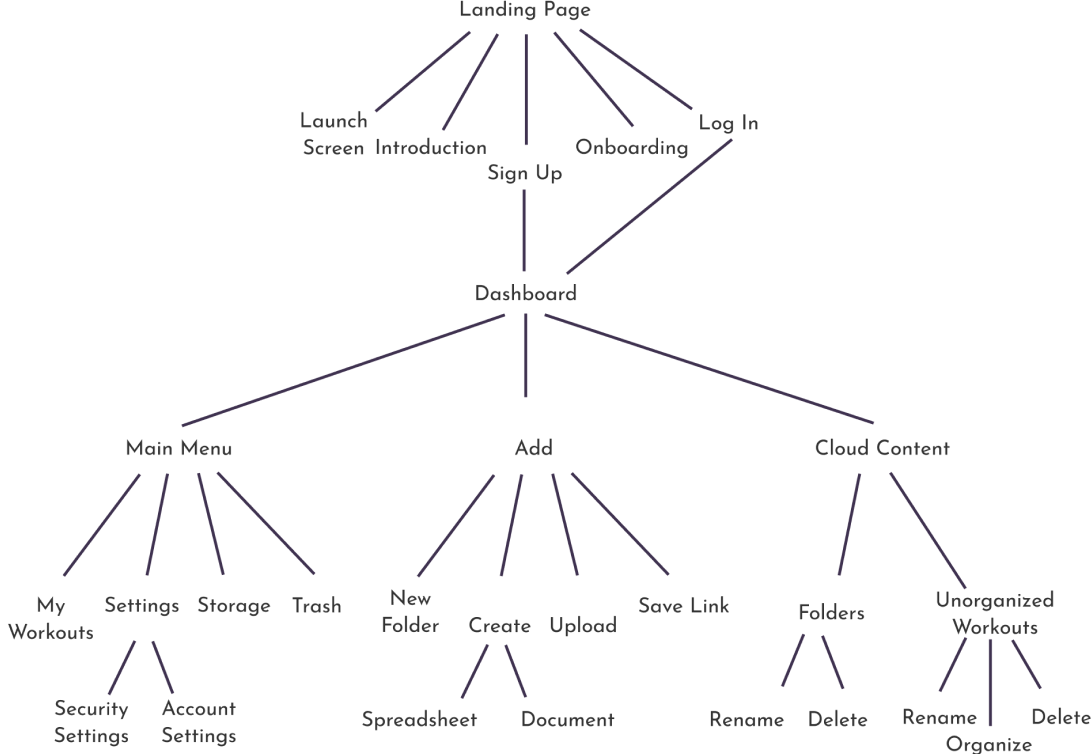 Landing Page
Launch
Screen
Introduction
Sign Up
Onboarding
Log In
Dashboard
Main Menu
Add
Cloud Content
My
Workouts
Settings
Storage
Trash
New
Folder
Create
Upload
Save Link
Folders
Unorganized
Workouts
Security
Settings
Account
Settings
Spreadsheet
Document
Rename
Delete
Rename
Organize
Delete